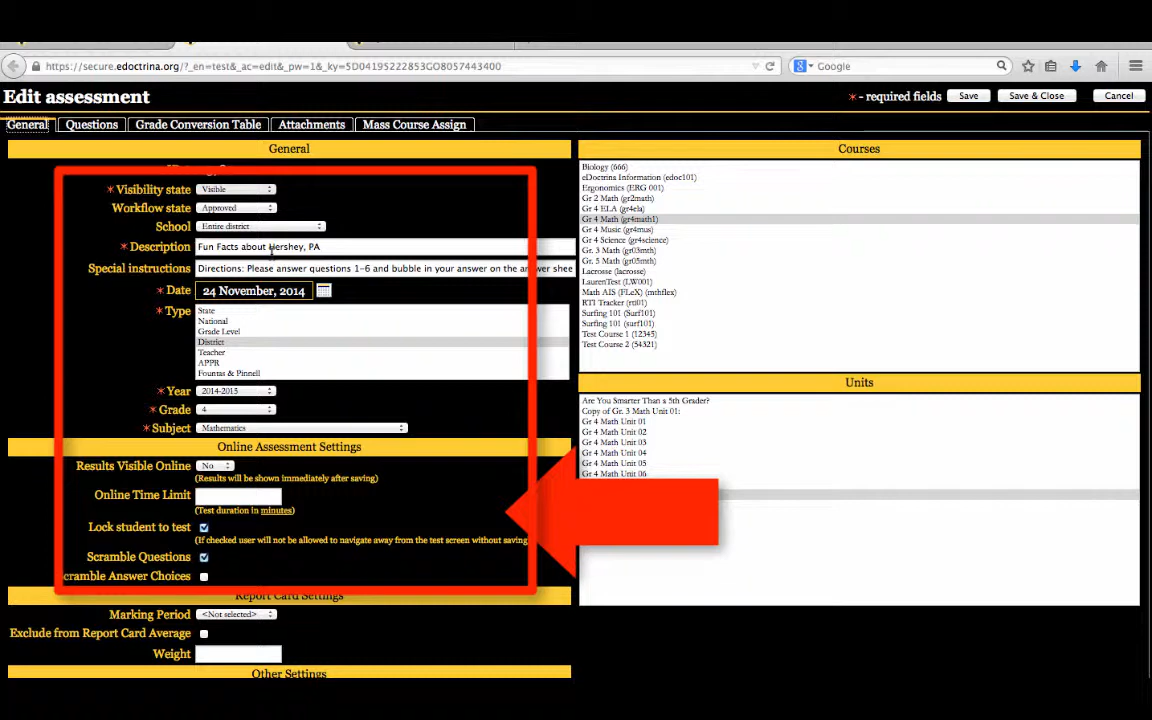 https://secure.edoctrina.org/?_en=test&_ac=edit&_pw=1&_ky=5D04195222853GO8057443400
Google
Edit assessment
* - required fields
Save
Save & Close
Cancel
General
Questions
Grade Conversion Table
Attachments
Mass Course Assign
General
* Visibility state Visible
Workflow state Approved
School Entire district
* Description Fun Facts about Hershey, PA
Special instructions Directions: Please answer questions 1-6 and bubble in your answer on the answer shee
* Date 24 November, 2014
* Type State
National
Grade Level
District
Teacher
APPR
Fountas & Pinnell
* Year 2014-2015
* Grade 4
* Subject Mathematics
Online Assessment Settings
Results Visible Online No
(Results will be shown immediately after saving)
Online Time Limit
(Test duration in minutes)
Lock student to test
(If checked user will not be allowed to navigate away from the test screen without saving
Scramble Questions
cramble Answer Choices
Report Card Settings
Marking Period <Not selected>
Exclude from Report Card Average
Weight
Other Settings
Courses
Biology (666)
eDoctrina Information (edoc101)
Ergonomics (ERG 001)
Gr 2 Math (gr2math)
Gr 4 ELA (gr4ela)
Gr 4 Math (gr4math1)
Gr 4 Music (gr4mus)
Gr 4 Science (gr4science)
Gr. 3 Math (gr03mth)
Gr. 5 Math (gr05mth)
Lacrosse (lacrosse)
LaurenTest (LW001)
Math AIS (FLeX) (mthflex)
RTI Tracker (rti01)
Surfing 101 (Surf101)
Surfing 101 (surf101)
Test Course 1 (12345)
Test Course 2 (54321)
Units
Are You Smarter Than a 5th Grader?
Copy of Gr. 3 Math Unit 01:
Gr 4 Math Unit 01
Gr 4 Math Unit 02
Gr 4 Math Unit 03
Gr 4 Math Unit 04
Gr 4 Math Unit 05
Gr 4 Math Unit 06